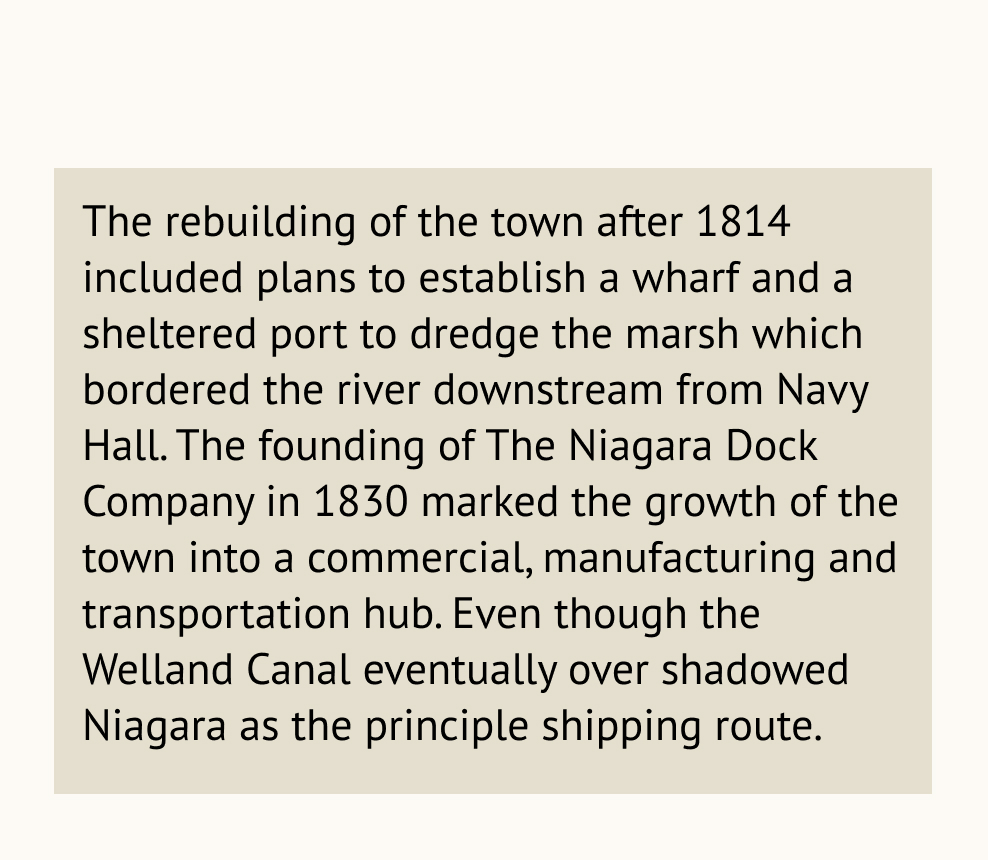 The rebuilding of the town after 1814
included plans to establish a wharf and a
sheltered port to dredge the marsh which
bordered the river downstream from Navy
Hall. The founding of The Niagara Dock
Company in 1830 marked the growth of the
town into a commercial, manufacturing and
transportation hub. Even though the
Welland Canal eventually over shadowed
Niagara as the principle shipping route.